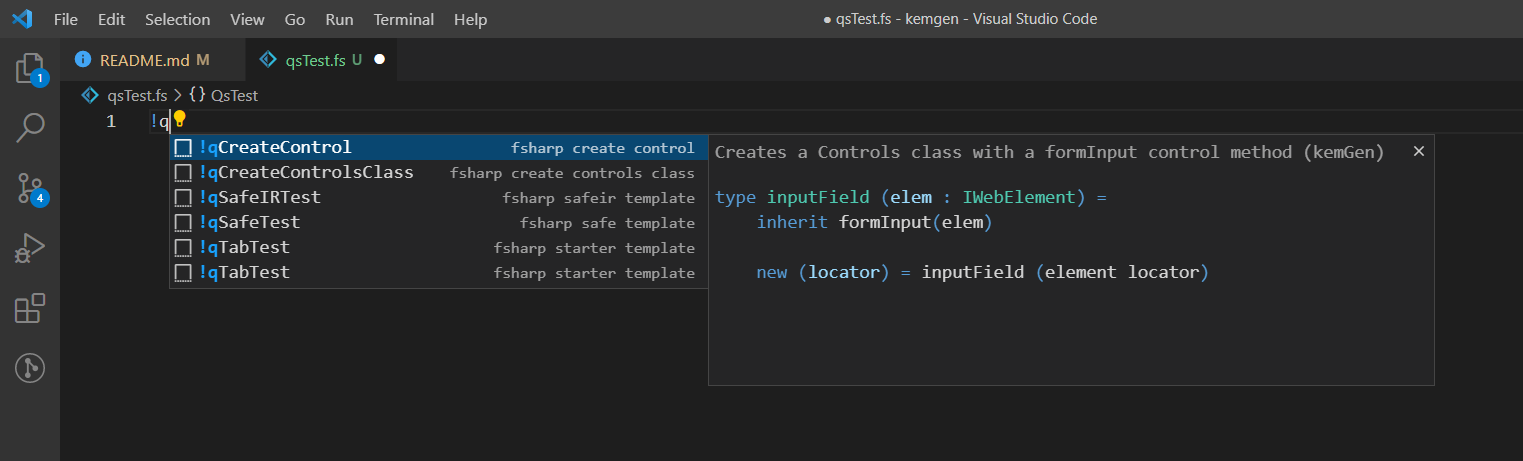 File Edit Selection View Go Run Terminal Help
● qsTest.fs - kemgen - Visual Studio Code
README.md M
qsTest.fs U ●
qsTest.fs > {} QsTest
1
4
1 !q
!qCreateControl fsharp create control
!qCreateControlsClass fsharp create controls class
!qSafeIRTest fsharp safeir template
!qSafeTest fsharp safe template
!qTabTest fsharp starter template
!qTabTest fsharp starter template
Creates a Controls class with a formInput control method (kemGen)
type inputField (elem : IWebElement) =
inherit formInput(elem)
new (locator) = inputField (element locator)